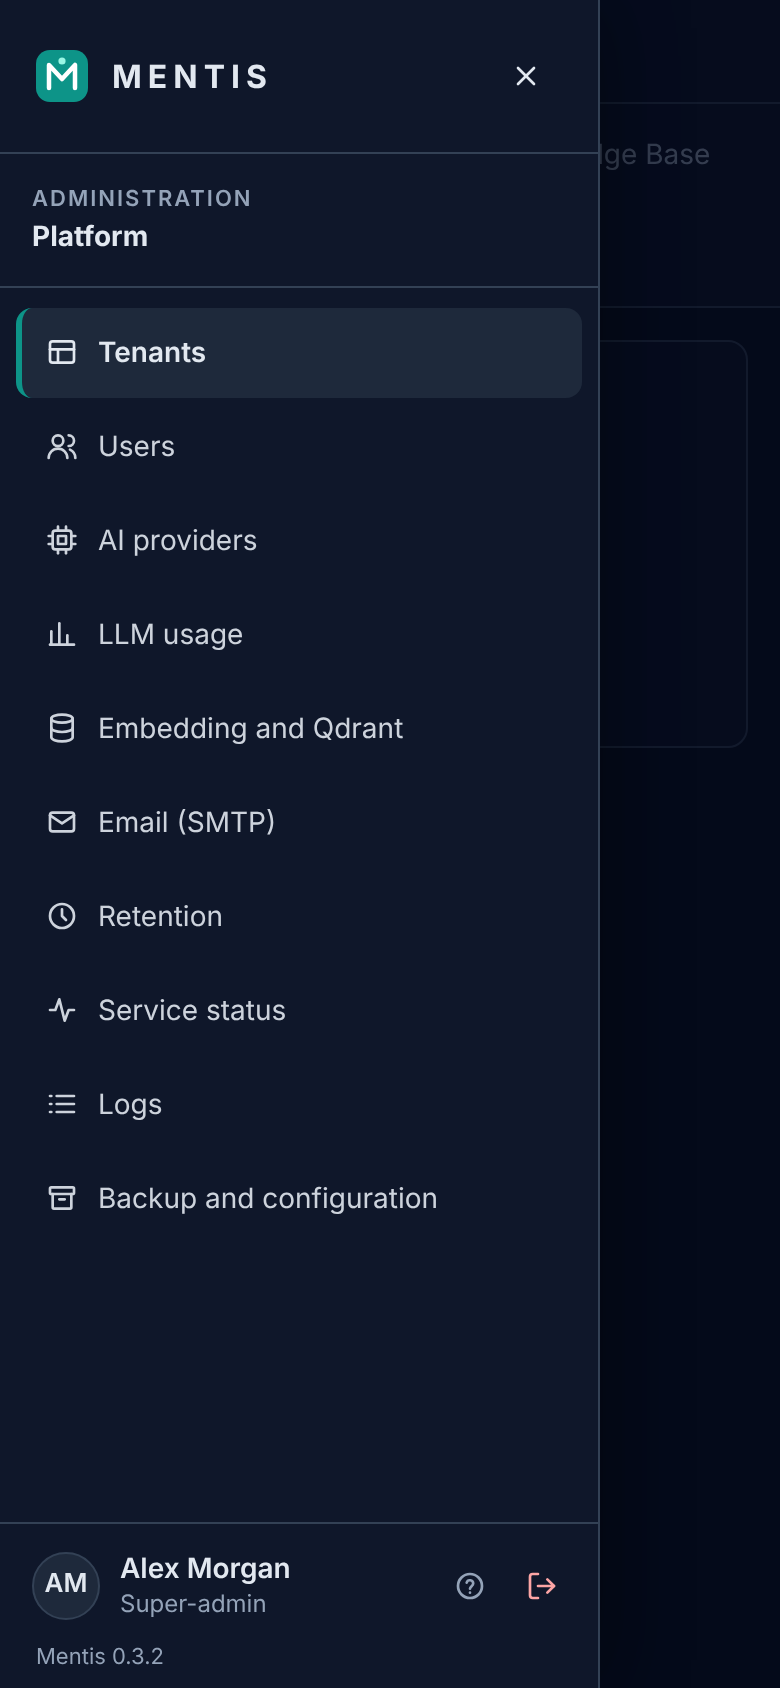 MENTIS
ADMINISTRATION
Platform
Tenants
Users
AI providers
LLM usage
Embedding and Qdrant
Email (SMTP)
Retention
Service status
Logs
Backup and configuration
AM
Alex Morgan
Super-admin
Mentis 0.3.2
Base